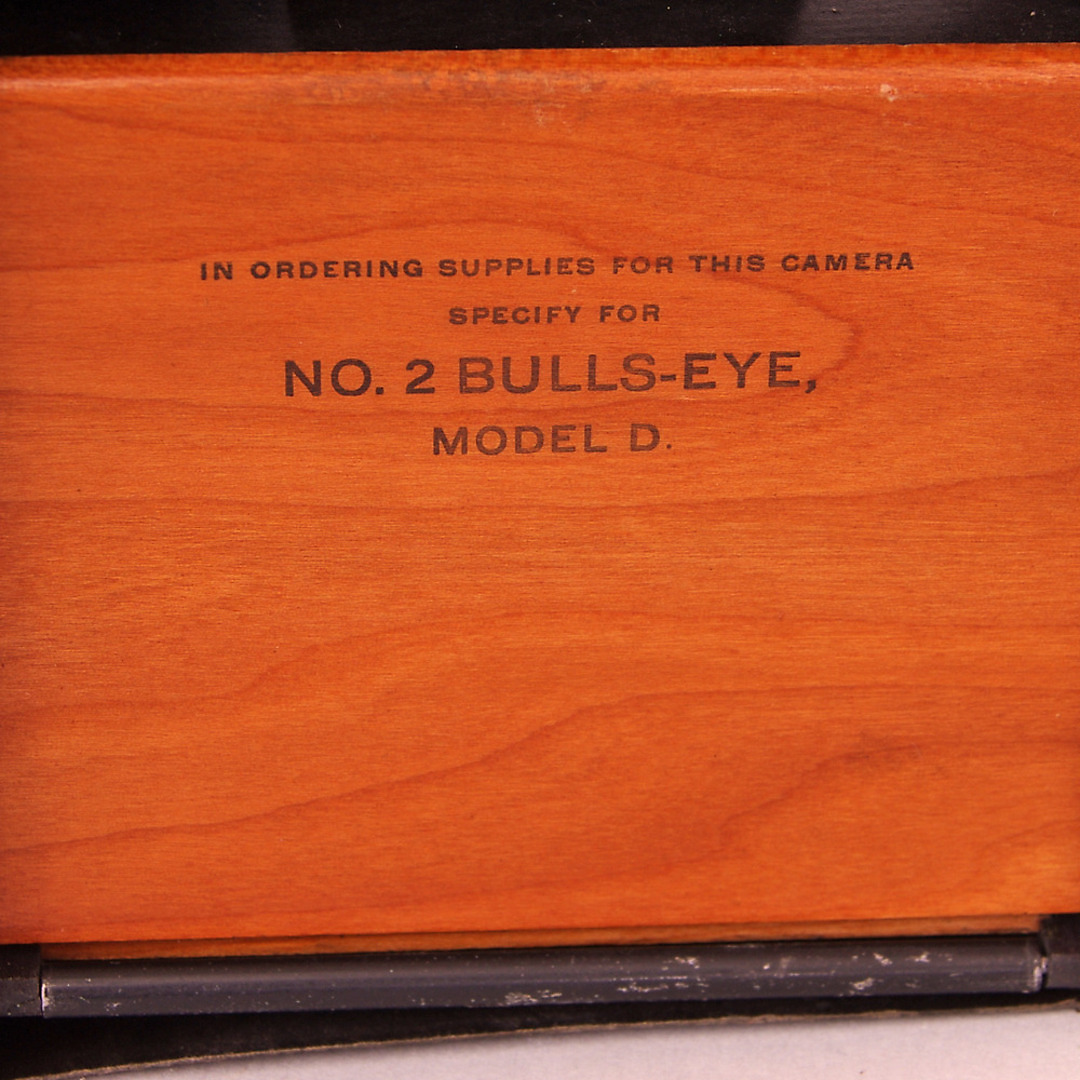 IN ORDERING SUPPLIES FOR THIS CAMERA
SPECIFY FOR
NO. 2 BULLS-EYE,
MODEL D.